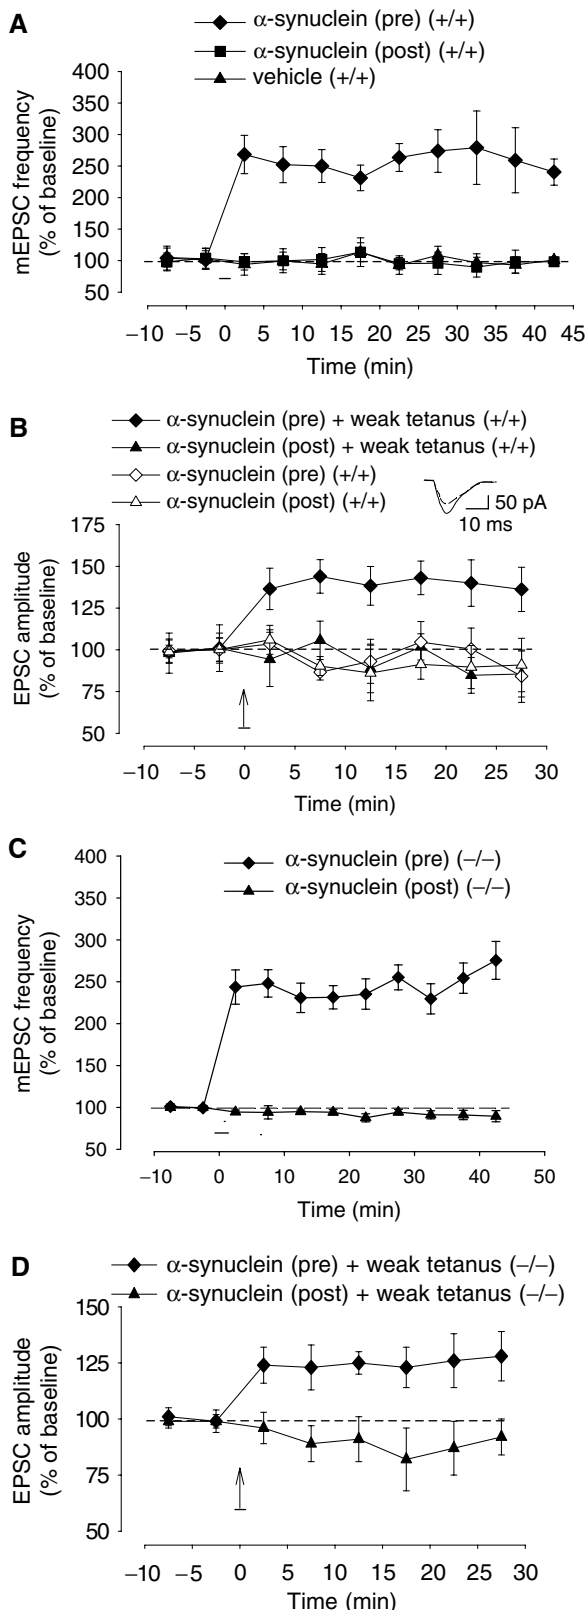 A
α-synuclein (pre) (+/+)
α-synuclein (post) (+/+)
vehicle (+/+)
mEPSC frequency
(% of baseline)
400
350
300
250
200
150
100
50
−10 −5 0 5 10 15 20 25 30 35 40 45
Time (min)
B
α-synuclein (pre) + weak tetanus (+/+)
α-synuclein (post) + weak tetanus (+/+)
α-synuclein (pre) (+/+)
α-synuclein (post) (+/+)
50 pA
10 ms
EPSC amplitude
(% of baseline)
175
150
125
100
75
50
−10 −5 0 5 10 15 20 25 30
Time (min)
C
α-synuclein (pre) (−/−)
α-synuclein (post) (−/−)
mEPSC frequency
(% of baseline)
400
350
300
250
200
150
100
50
−10 0 10 20 30 40 50
Time (min)
D
α-synuclein (pre) + weak tetanus (−/−)
α-synuclein (post) + weak tetanus (−/−)
EPSC amplitude
(% of baseline)
150
125
100
75
50
−10 −5 0 5 10 15 20 25 30
Time (min)